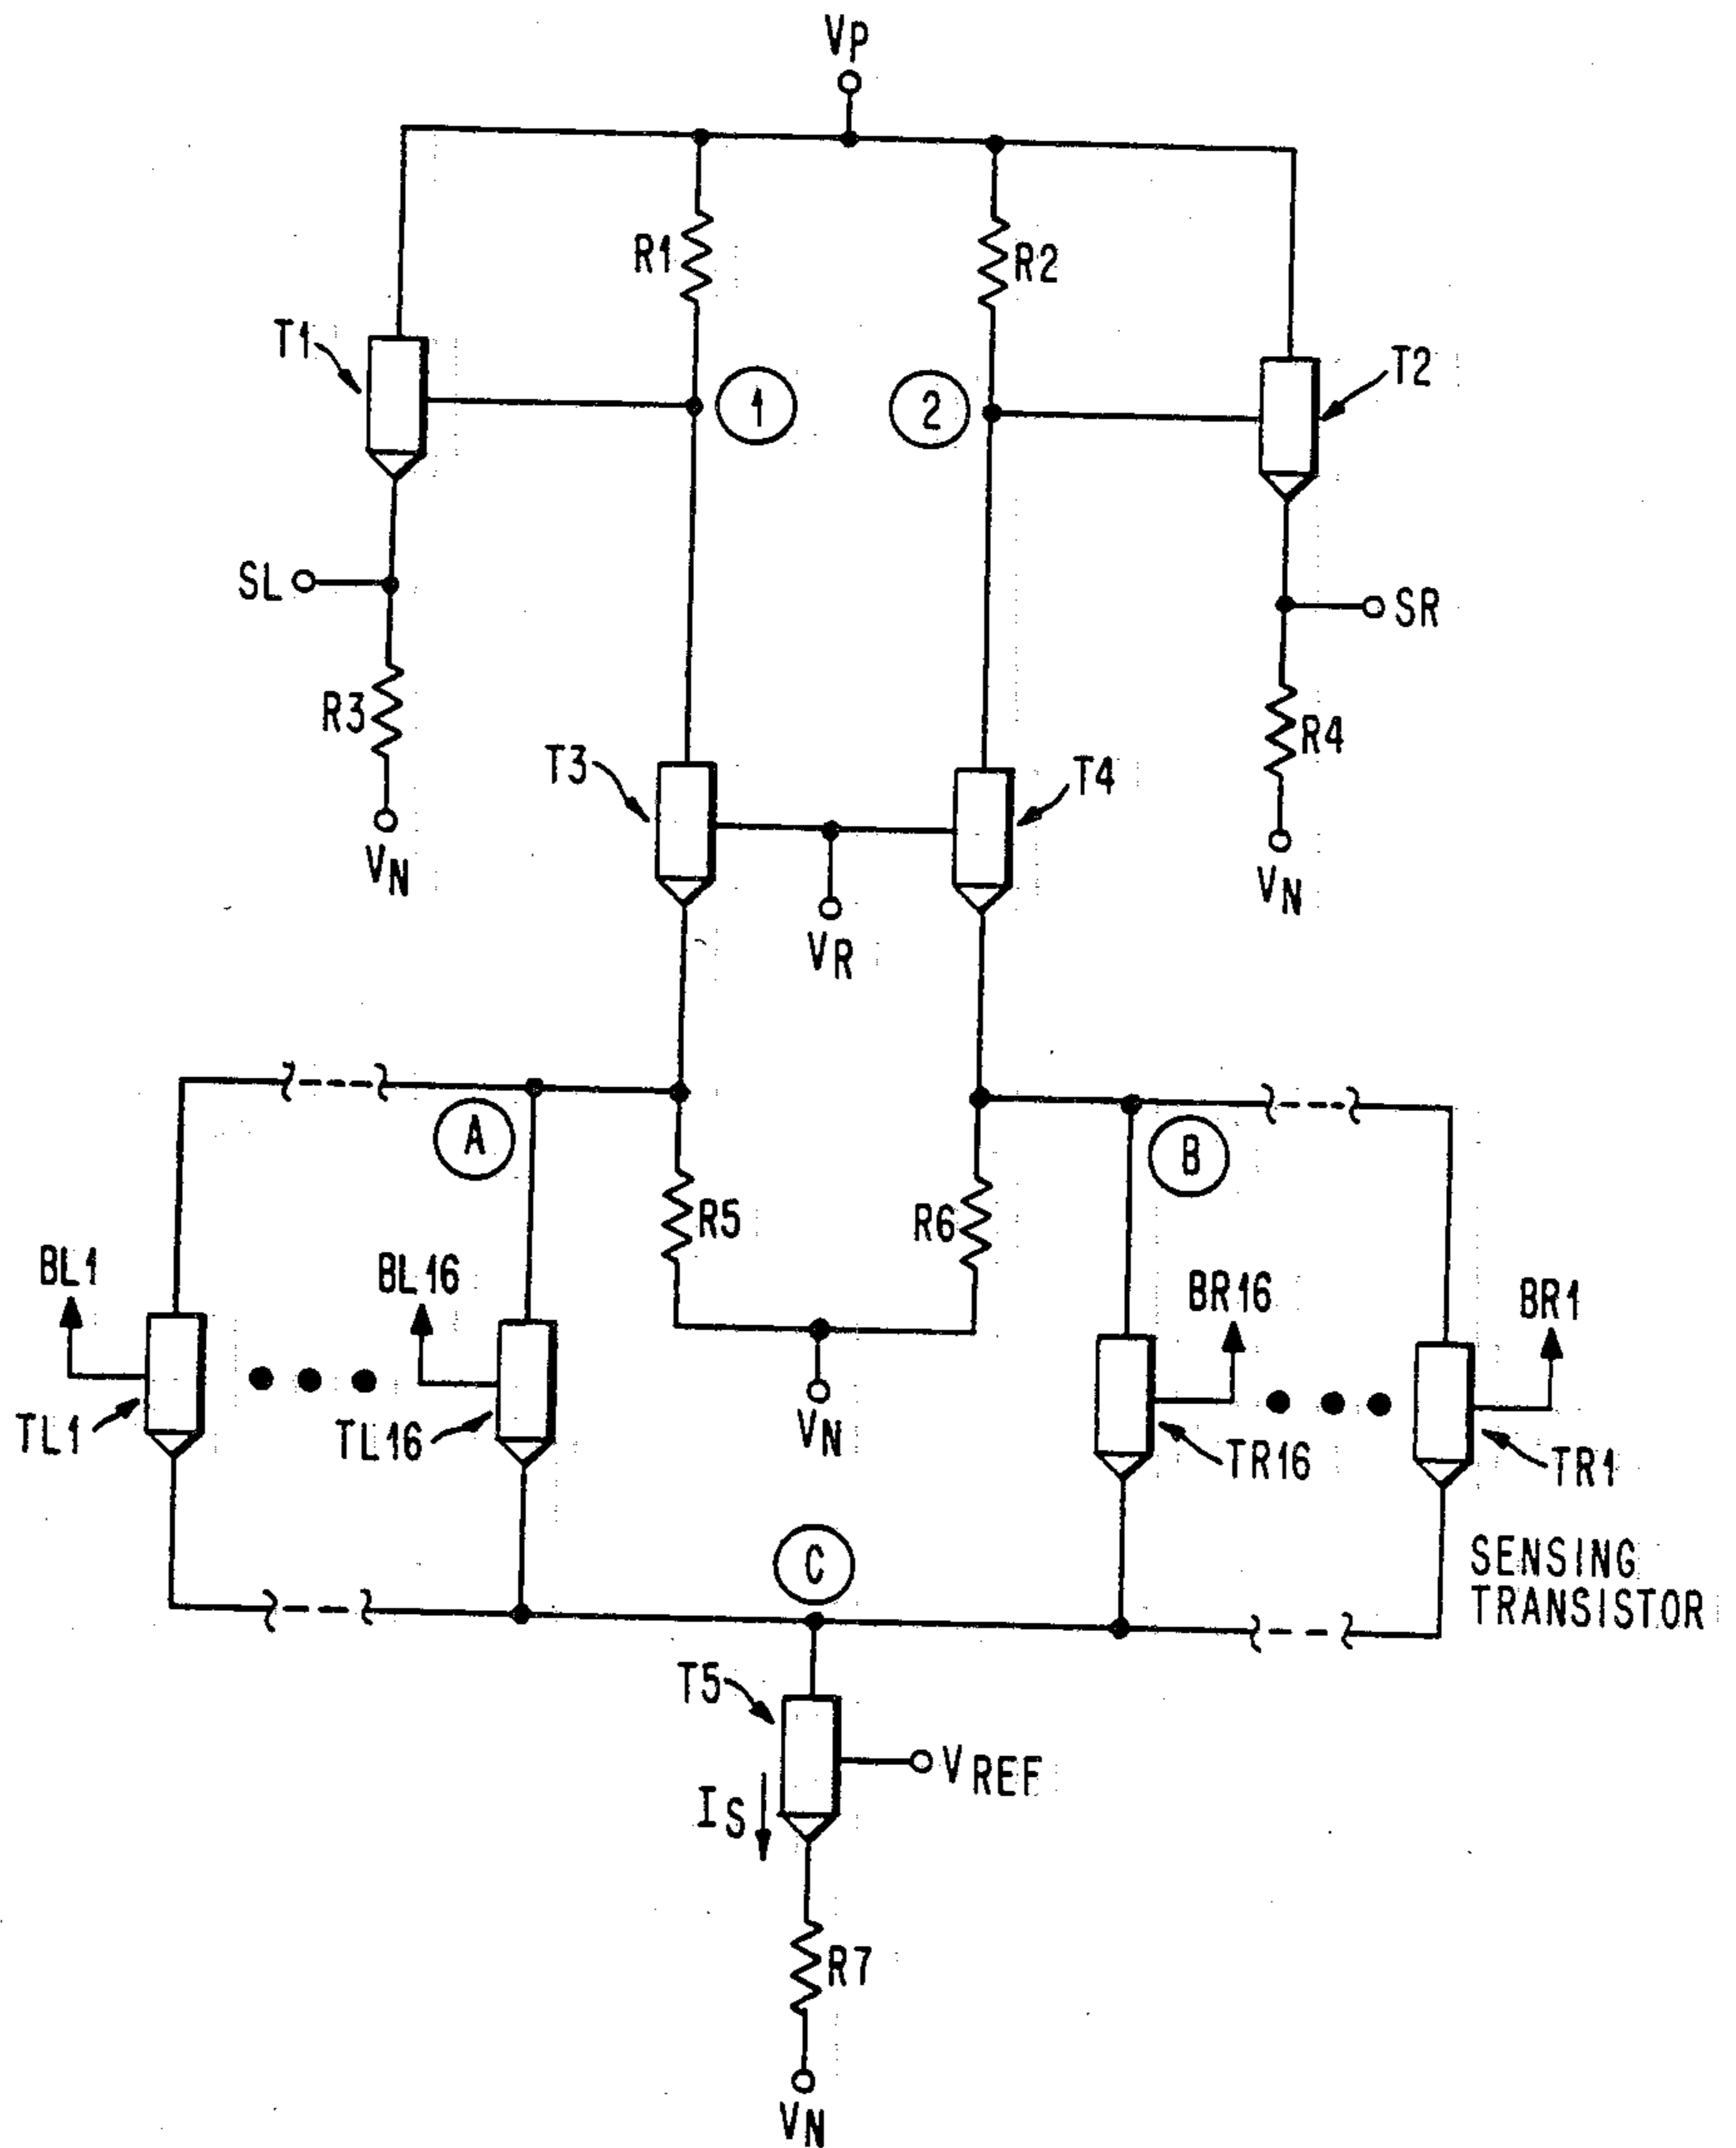 VP
R1
R2
T1
T2
1
2
SL
SR
R3
R4
T3
T4
VN
VN
VR
A
B
R5
R6
BL1
BL16
BR16
BR1
VN
TL1
TL16
TR16
TR1
C
SENSING
TRANSISTOR
T5
VREF
IS
R7
VN